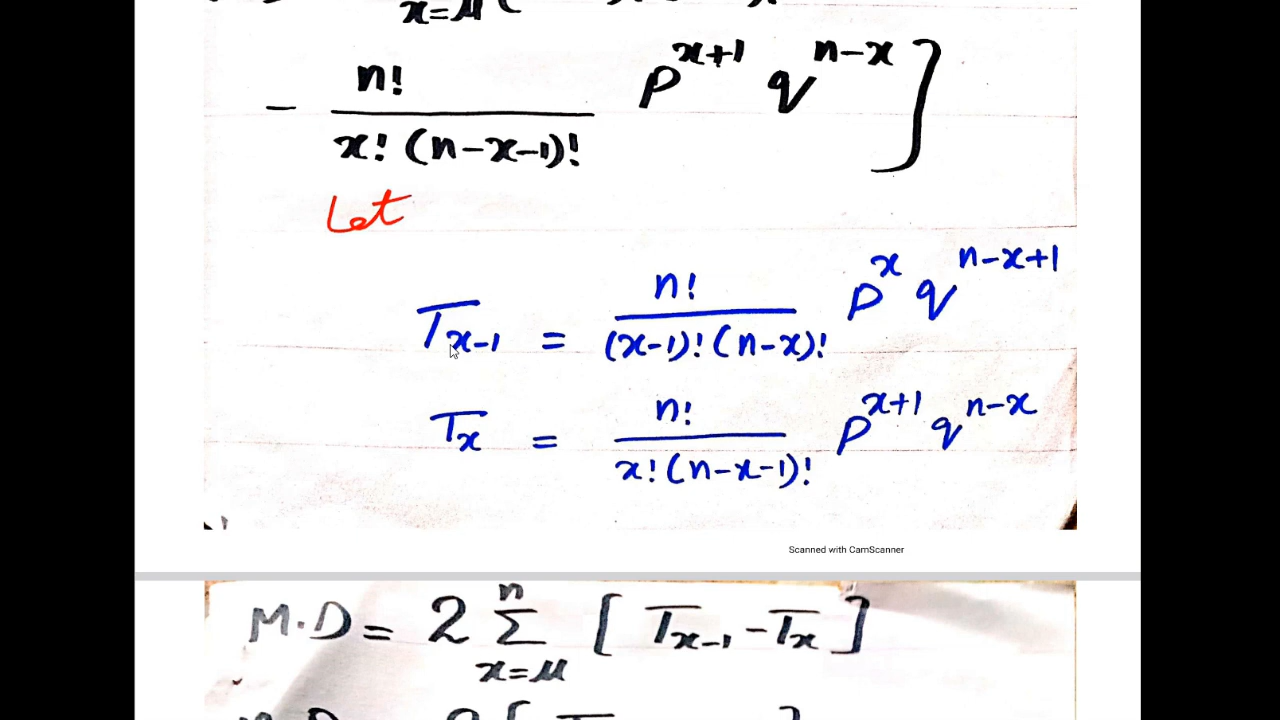 x=μ
- n! / x! (n-x-1)! p^{x+1} q^{n-x} ]
Let
T_{x-1} = n! / (x-1)! (n-x)! p^x q^{n-x+1}
T_x = n! / x! (n-x-1)! p^{x+1} q^{n-x}
Scanned with CamScanner
M.D = 2 Σ_{x=μ}^{n} [ T_{x-1} - T_x ]